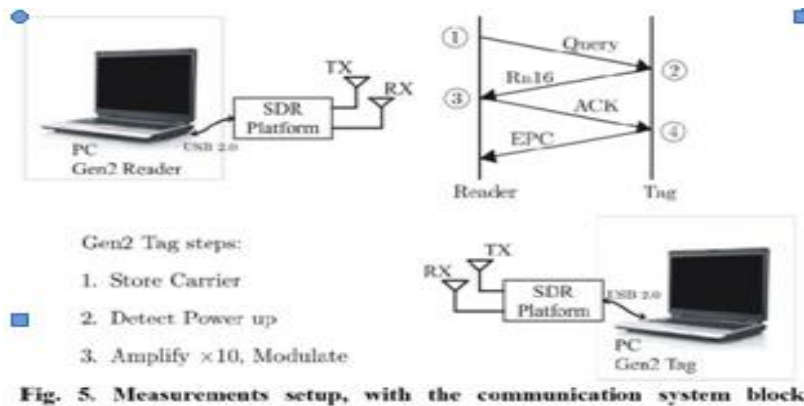 ① Query
TX
Rn16 ②
RX
③ ACK
SDR
Platform
④
EPC
USB 2.0
PC
Gen2 Reader
Reader Tag
Gen2 Tag steps:
TX
RX
1. Store Carrier
SDR
Platform
USB 2.0
2. Detect Power up
PC
Gen2 Tag
3. Amplify ×10, Modulate
Fig. 5. Measurements setup, with the communication system block